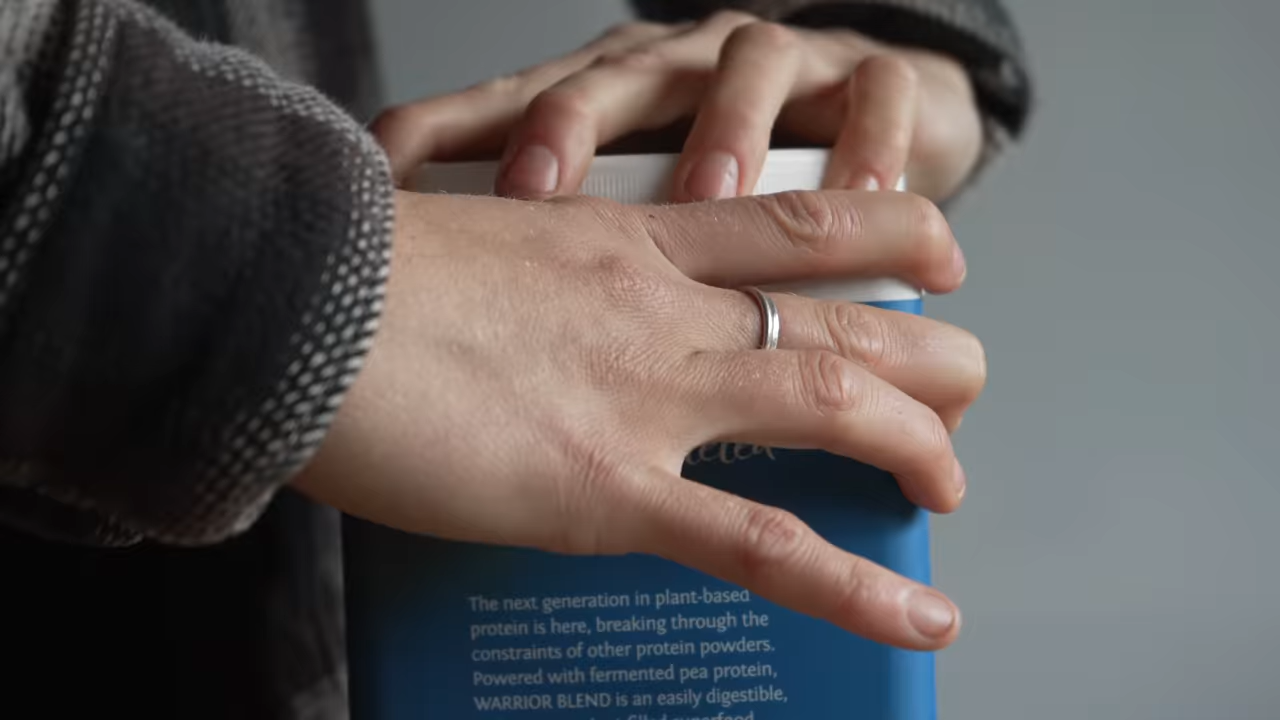 The next generation in plant-based
protein is here, breaking through the
constraints of other protein powders.
Powered with fermented pea protein,
WARRIOR BLEND is an easily digestible,
superfood